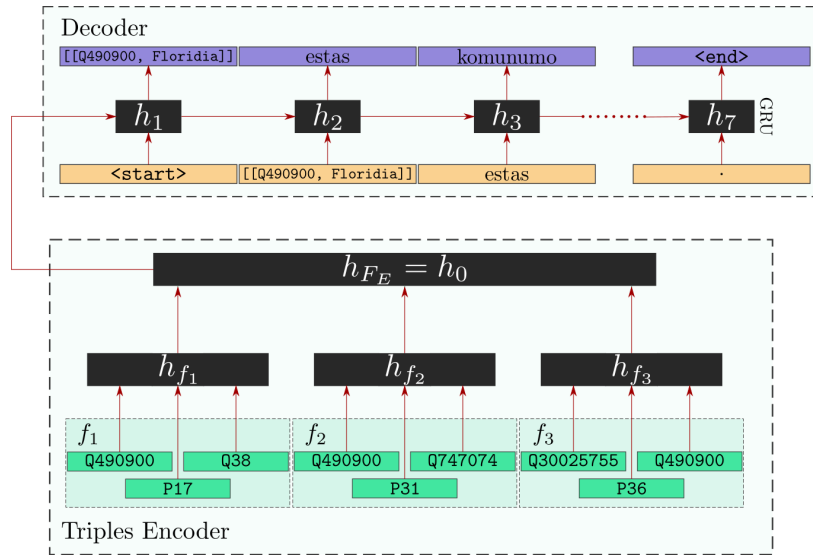 Decoder
[[Q490900, Floridia]] estas komunumo <end>
h1 h2 h3 ......... h7 GRU
<start> [[Q490900, Floridia]] estas .
hFE = h0
hf1 hf2 hf3
f1 f2 f3
Q490900 Q38 Q490900 Q747074 Q30025755 Q490900
P17 P31 P36
Triples Encoder